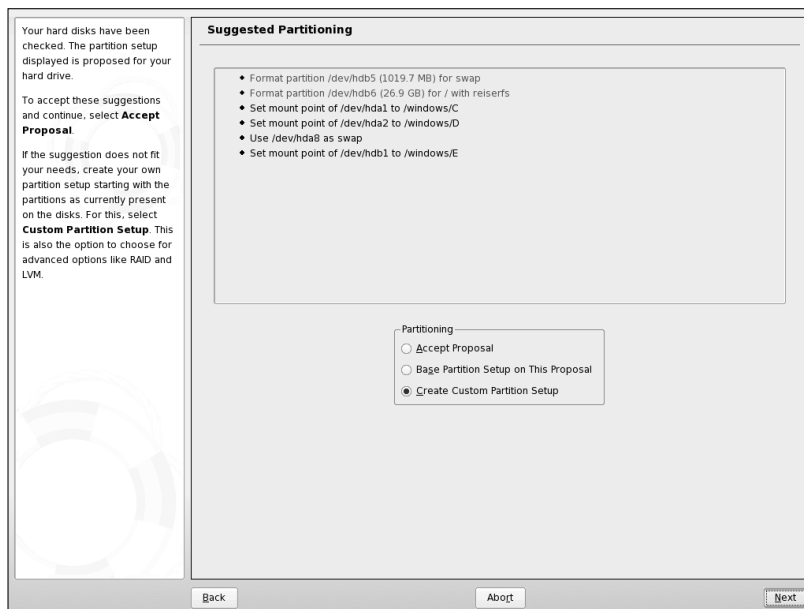 Your hard disks have been
checked. The partition setup
displayed is proposed for your
hard drive.
To accept these suggestions
and continue, select Accept
Proposal.
If the suggestion does not fit
your needs, create your own
partition setup starting with the
partitions as currently present
on the disks. For this, select
Custom Partition Setup. This
is also the option to choose for
advanced options like RAID and
LVM.
Suggested Partitioning
◆ Format partition /dev/hdb5 (1019.7 MB) for swap
◆ Format partition /dev/hdb6 (26.9 GB) for / with reiserfs
◆ Set mount point of /dev/hda1 to /windows/C
◆ Set mount point of /dev/hda2 to /windows/D
◆ Use /dev/hda8 as swap
◆ Set mount point of /dev/hdb1 to /windows/E
Partitioning
Accept Proposal
Base Partition Setup on This Proposal
Create Custom Partition Setup
Back
Abort
Next